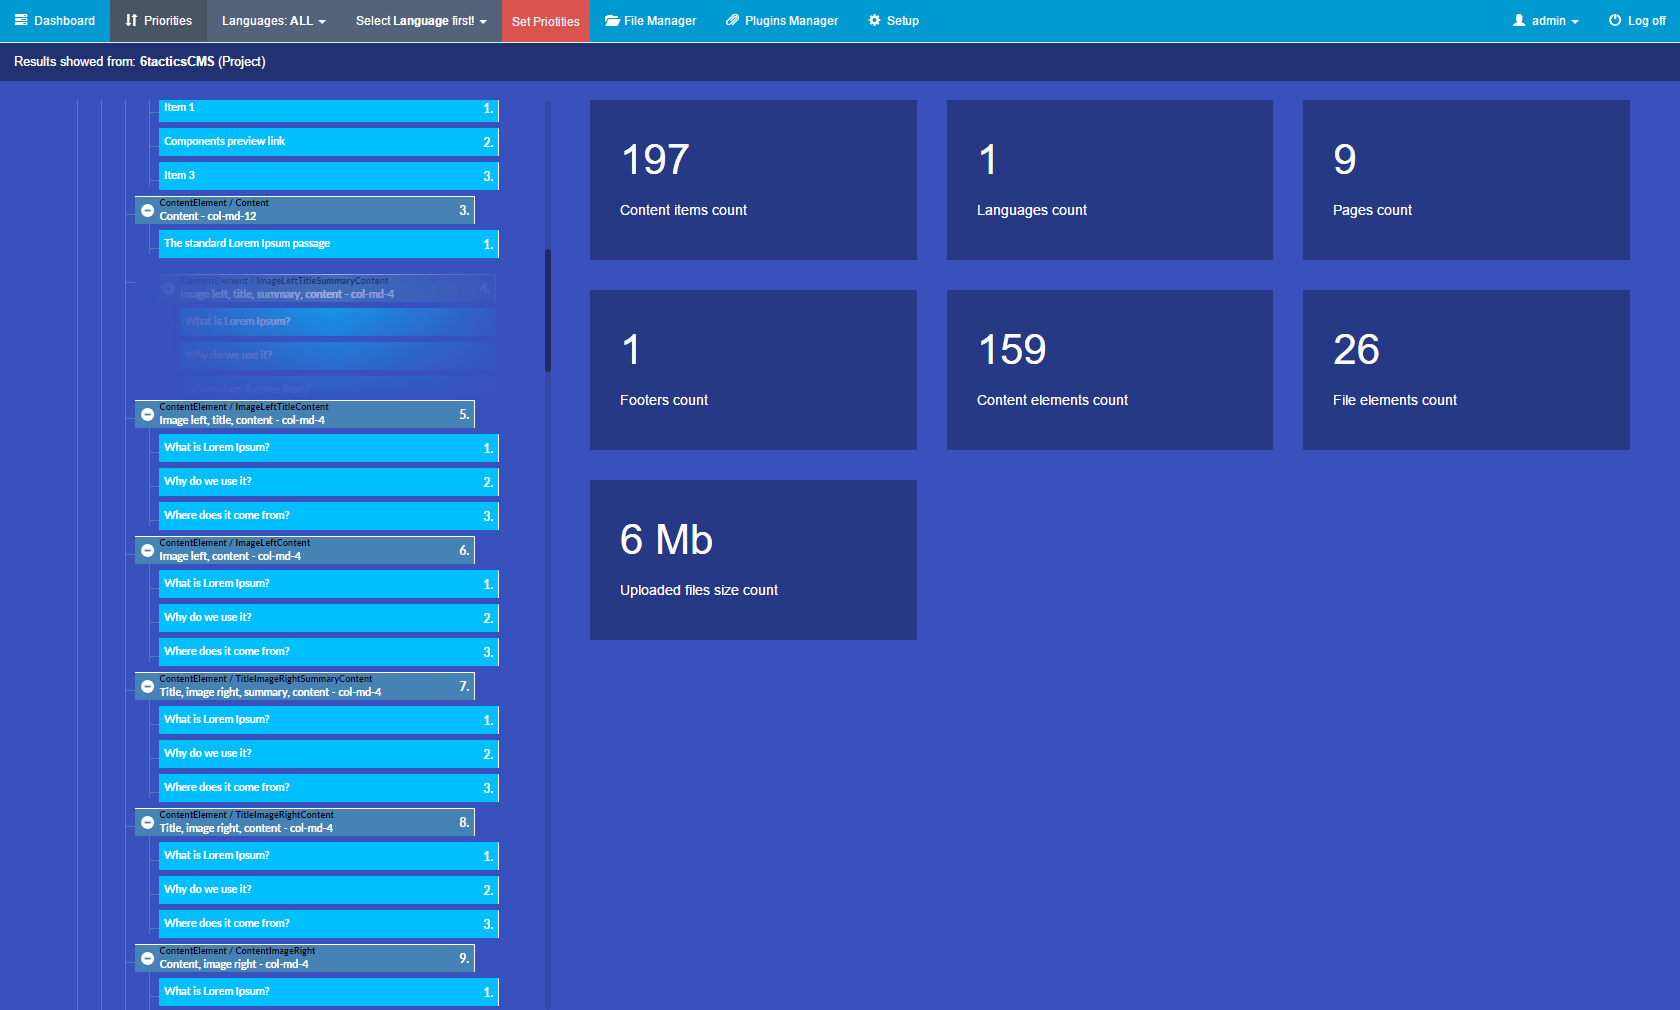 Dashboard Priorities Languages: ALL Select Language first! Set Priotities File Manager Plugins Manager Setup admin Log off
Results showed from: 6tacticsCMS (Project)
Item 1 1.
Components preview link 2.
Item 3 3.
ContentElement / Content
Content - col-md-12 3.
The standard Lorem Ipsum passage 1.
ContentElement / ImageLeftTitleSummaryContent
Image left, title, summary, content - col-md-4 4.
What is Lorem Ipsum?
Why do we use it?
Where does it come from?
ContentElement / ImageLeftTitleContent
Image left, title, content - col-md-4 5.
What is Lorem Ipsum? 1.
Why do we use it? 2.
Where does it come from? 3.
ContentElement / ImageLeftContent
Image left, content - col-md-4 6.
What is Lorem Ipsum? 1.
Why do we use it? 2.
Where does it come from? 3.
ContentElement / TitleImageRightSummaryContent
Title, image right, summary, content - col-md-4 7.
What is Lorem Ipsum? 1.
Why do we use it? 2.
Where does it come from? 3.
ContentElement / TitleImageRightContent
Title, image right, content - col-md-4 8.
What is Lorem Ipsum? 1.
Why do we use it? 2.
Where does it come from? 3.
ContentElement / ContentImageRight
Content, image right - col-md-4 9.
What is Lorem Ipsum? 1.
197
Content items count
1
Languages count
9
Pages count
1
Footers count
159
Content elements count
26
File elements count
6 Mb
Uploaded files size count